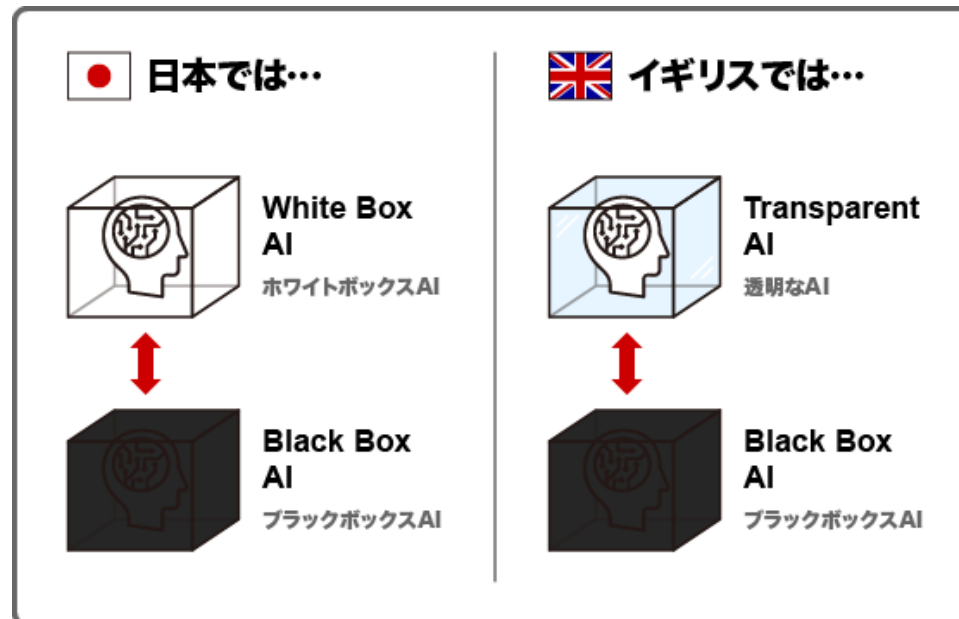 日本では…
White Box
AI
ホワイトボックスAI
Black Box
AI
ブラックボックスAI
イギリスでは…
Transparent
AI
透明なAI
Black Box
AI
ブラックボックスAI